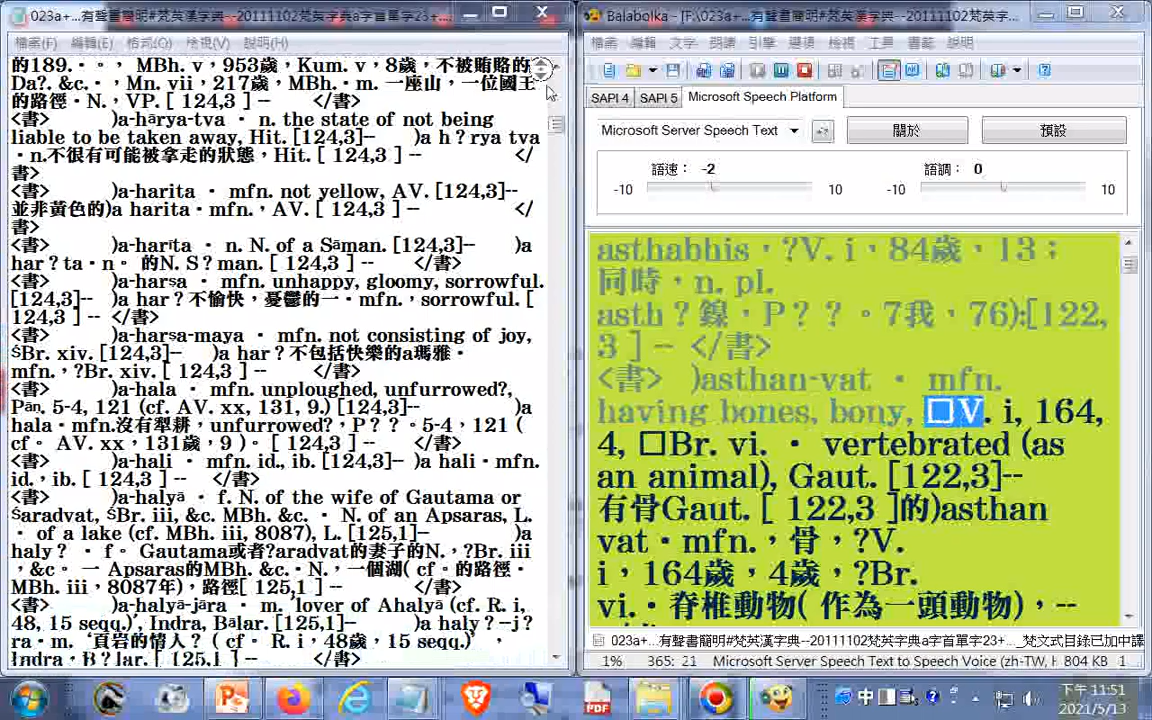 023a+...有聲書簡明#梵英漢字典--20111102梵英字典a字首單字23+...
檔案(F) 編輯(E) 格式(O) 檢視(V) 說明(H)
的189.。。, MBh. v,953歲,Kum. v,8歲,不被賄賂的
Da?. &c.,Mn. vii,217歲,MBh.・m. 一座山,一位國王
的路徑・N.,VP. [ 124,3 ] -- </書>
<書> )a-hārya-tva ・ n. the state of not being
liable to be taken away, Hit. [124,3]-- )a h?rya tva
・n.不很有可能被拿走的狀態,Hit. [ 124,3 ] -- </
書>
<書> )a-harita ・ mfn. not yellow, AV. [124,3]--
並非黃色的)a harita・mfn.,AV. [ 124,3 ] -- </
書>
<書> )a-harīta ・ n. N. of a Sāman. [124,3]-- )a
har?ta・n。 的N. S?man. [ 124,3 ] -- </書>
<書> )a-harṣa ・ mfn. unhappy, gloomy, sorrowful.
[124,3]-- )a har?不愉快,憂鬱的一・mfn.,sorrowful. [
124,3 ] -- </書>
<書> )a-harṣa-maya ・ mfn. not consisting of joy,
ŚBr. xiv. [124,3]-- )a har?不包括快樂的a瑪雅・
mfn.,?Br. xiv. [ 124,3 ] -- </書>
<書> )a-hala ・ mfn. unploughed, unfurrowed?,
Pāṇ. 5-4, 121 (cf. AV. xx, 131, 9.) [124,3]-- )a
hala・mfn.沒有犁耕,unfurrowed?,P??。5-4,121 (
cf。 AV. xx,131歲,9 )。 [ 124,3 ] -- </書>
<書> )a-hali ・ mfn. id., ib. [124,3]-- )a hali・mfn.
id.,ib. [ 124,3 ] -- </書>
<書> )a-halyā ・ f. N. of the wife of Gautama or
Śaradvat, ŚBr. iii, &c. MBh. &c. ・ N. of an Apsaras, L.
・ of a lake (cf. MBh. iii, 8087), L. [125,1]-- )a
haly?・f。 Gautama或者?aradvat的妻子的N.,?Br. iii
,&c。 一 Apsaras的MBh. &c.・N.,一個湖( cf。的路徑・
MBh. iii,8087年),路徑[ 125,1 ] -- </書>
<書> )a-halyā-jāra ・ m. 'lover of Ahalyā (cf. R. i,
48, 15 seqq.)', Indra, Bālar. [125,1]-- )a haly?-j?
ra・m.‘頁岩的情人?( cf。 R. i,48歲,15 seqq.)’
Indra,B?lar. [ 125,1 ] -- </書>
Balabolka - [F:\023a+...有聲書簡明#梵英漢字典--20111102梵英字...
檔案 編輯 文字 朗讀 引擎 選項 檢視 工具 書籤 說明
SAPI 4 SAPI 5 Microsoft Speech Platform
Microsoft Server Speech Text 關於 預設
語速: -2 語調: 0
-10 10 -10 10
asthabhis,?V. i,84歲,13;
同時,n. pl.
asth?鎳,P??。7我,76):[122,
3 ] -- </書>
<書> )asthan-vat ・ mfn.
having bones, bony, □V. i, 164,
4, □Br. vi. ・ vertebrated (as
an animal), Gaut. [122,3]--
有骨Gaut. [ 122,3 ]的)asthan
vat・mfn.,骨,?V.
i,164歲,4歲,?Br.
vi.・脊椎動物( 作為一頭動物),--
023a+...有聲書簡明#梵英漢字典--20111102梵英字典a字首單字23+..._梵文式目錄已加中譯
1% 365: 21 Microsoft Server Speech Text to Speech Voice (zh-TW, H 804 KB 1
中
下午 11:51
2021/5/13